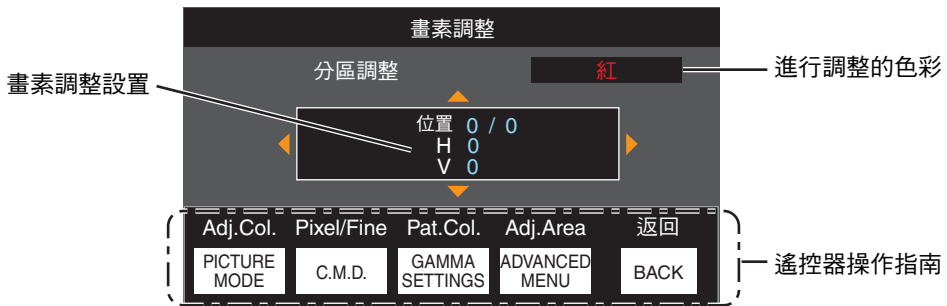 畫素調整
分區調整
紅
進行調整的色彩
畫素調整設置
位置 0 / 0
H 0
V 0
Adj.Col. Pixel/Fine Pat.Col. Adj.Area 返回
PICTURE MODE
C.M.D.
GAMMA SETTINGS
ADVANCED MENU
BACK
遙控器操作指南